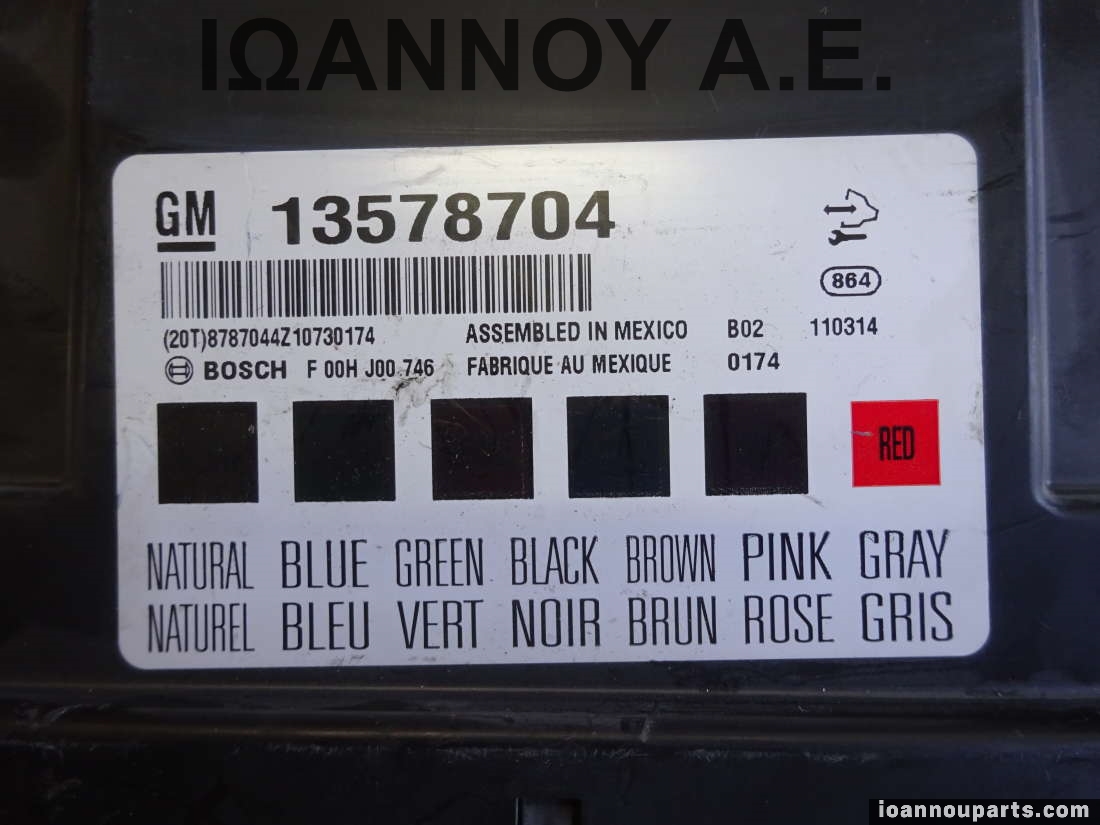 ΙΩΑΝΝΟΥ Α.Ε.
GM 13578704
864
(20T)8787044Z10730174 ASSEMBLED IN MEXICO B02 110314
BOSCH F 00H J00 746 FABRIQUE AU MEXIQUE 0174
RED
NATURAL BLUE GREEN BLACK BROWN PINK GRAY
NATUREL BLEU VERT NOIR BRUN ROSE GRIS
ioannouparts.com